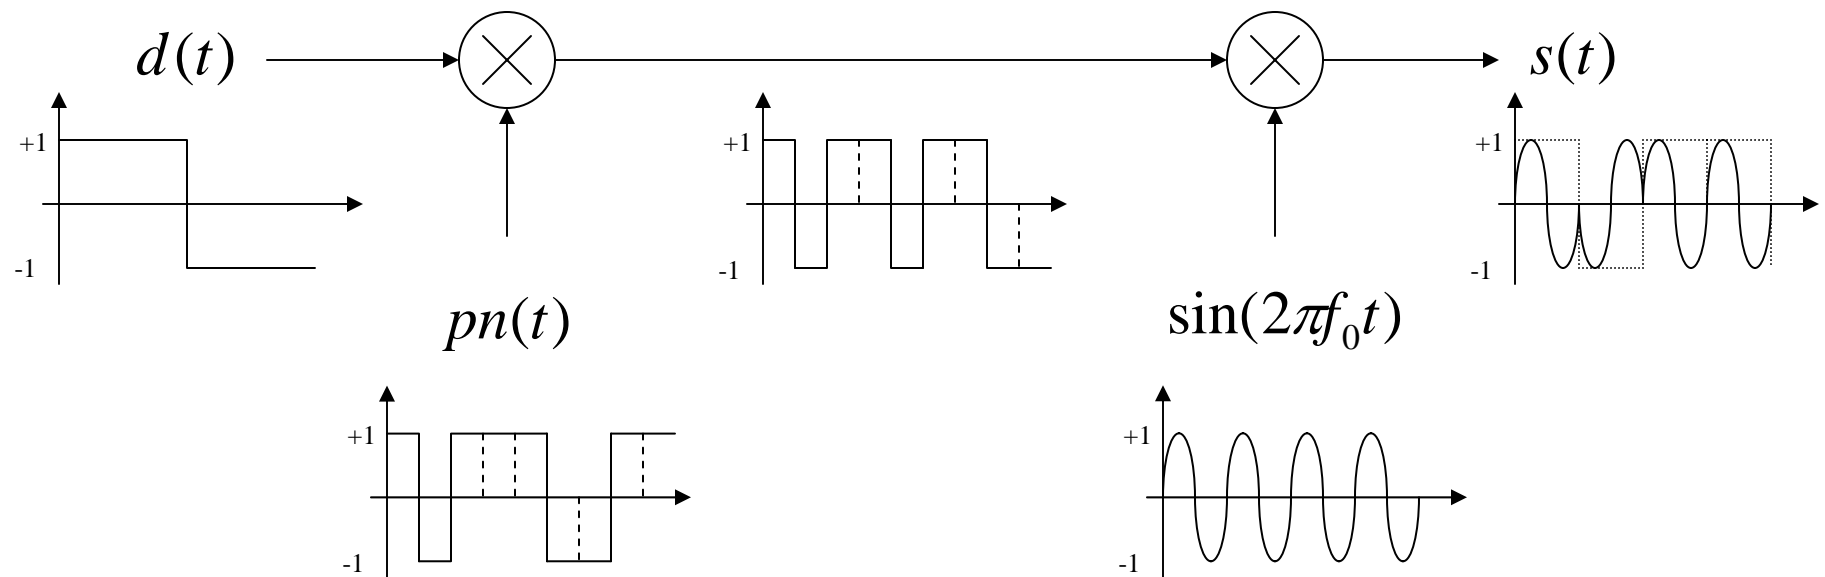 d(t)
s(t)
+1
-1
+1
-1
+1
-1
pn(t)
sin(2πf₀t)
+1
-1
+1
-1